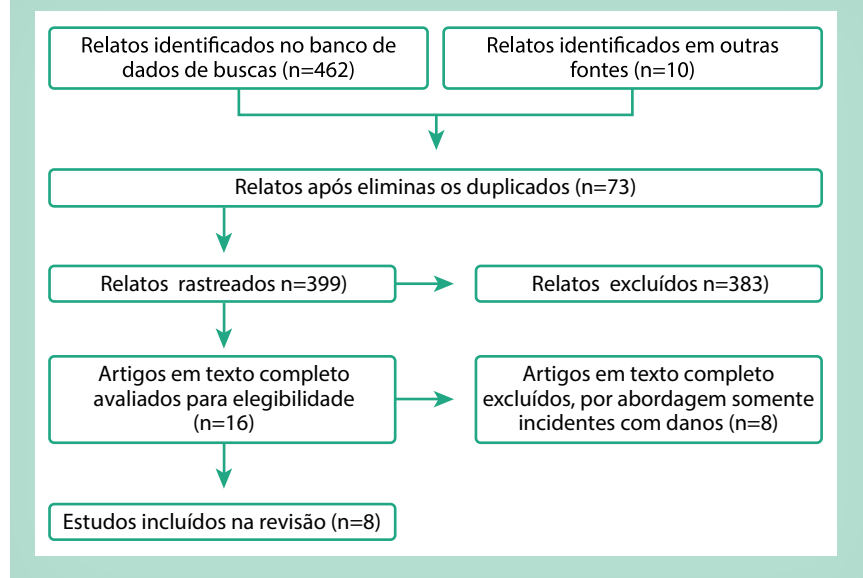 Relatos identificados no banco de
dados de buscas (n=462)
Relatos identificados em outras
fontes (n=10)
Relatos após eliminas os duplicados (n=73)
Relatos rastreados n=399)
Relatos excluídos n=383)
Artigos em texto completo
avaliados para elegibilidade
(n=16)
Artigos em texto completo
excluídos, por abordagem somente
incidentes com danos (n=8)
Estudos incluídos na revisão (n=8)